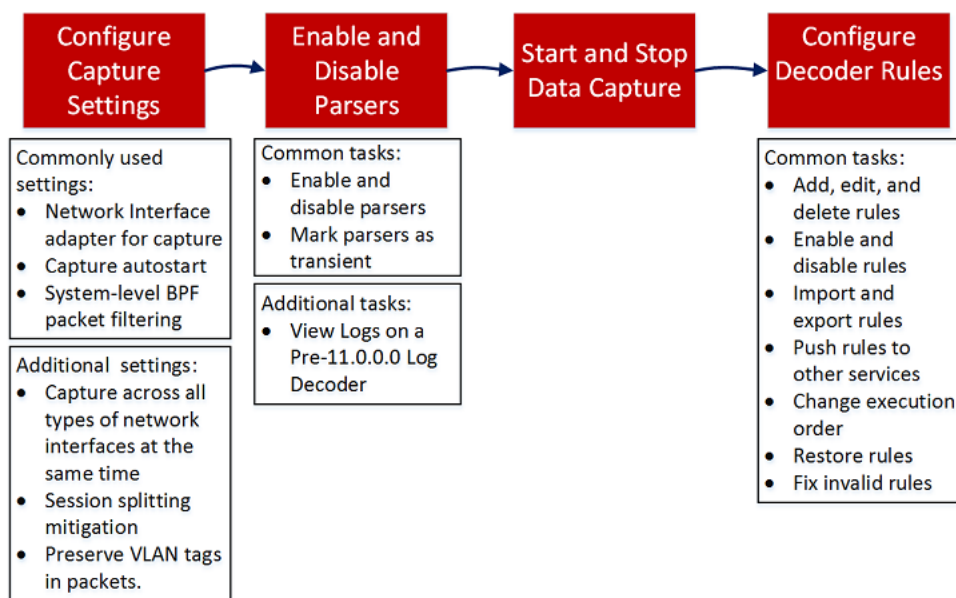 Configure
Capture
Settings
Enable and
Disable
Parsers
Start and Stop
Data Capture
Configure
Decoder Rules
Commonly used
settings:
• Network Interface
adapter for capture
• Capture autostart
• System-level BPF
packet filtering
Additional settings:
• Capture across all
types of network
interfaces at the
same time
• Session splitting
mitigation
• Preserve VLAN tags
in packets.
Common tasks:
• Enable and
disable parsers
• Mark parsers as
transient
Additional tasks:
• View Logs on a
Pre-11.0.0.0 Log
Decoder
Common tasks:
• Add, edit, and
delete rules
• Enable and
disable rules
• Import and
export rules
• Push rules to
other services
• Change execution
order
• Restore rules
• Fix invalid rules